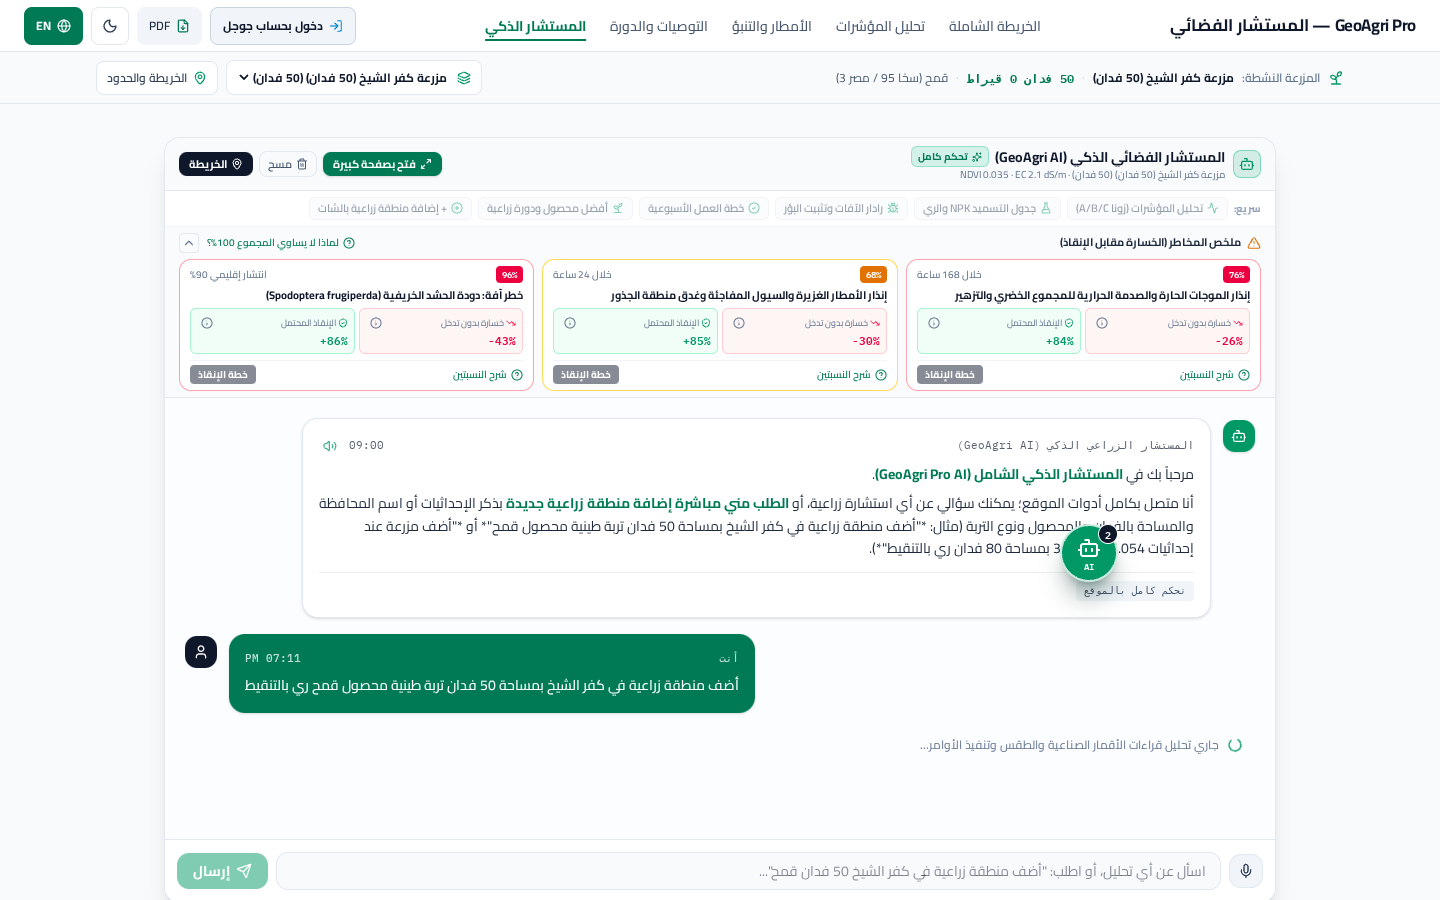 GeoAgri Pro — المستشار الفضائي
الخريطة الشاملة
تحليل المؤشرات
الأمطار والتنبؤ
التوصيات والدورة
المستشار الذكي
دخول بحساب جوجل
PDF
EN
المزرعة النشطة: مزرعة كفر الشيخ (50 فدان) · 50 فدان 0 قيراط · قمح (سخا 95 / مصر 3)
مزرعة كفر الشيخ (50 فدان) (50 فدان)
الخريطة والحدود
المستشار الفضائي الذكي (GeoAgri AI)
تحكم كامل
مزرعة كفر الشيخ (50 فدان) (50 فدان) · NDVI 0.035 · EC 2.1 dS/m
فتح بصفحة كبيرة
مسح
الخريطة
سريع:
تحليل المؤشرات (زونا A/B/C)
جدول التسميد NPK والري
رادار الآفات وتثبيت البؤر
خطة العمل الأسبوعية
أفضل محصول ودورة زراعية
+ إضافة منطقة زراعية بالشات
ملخص المخاطر (الخسارة مقابل الإنقاذ)
لماذا لا يساوي المجموع 100%؟
76%
خلال 168 ساعة
إنذار الموجات الحارة والصدمة الحرارية للمجموع الخضري والتزهير
خسارة بدون تدخل
-26%
الإنقاذ المحتمل
+84%
شرح النسبتين
خطة الإنقاذ
68%
خلال 24 ساعة
إنذار الأمطار الغزيرة والسيول المفاجئة وغدق منطقة الجذور
خسارة بدون تدخل
-30%
الإنقاذ المحتمل
+85%
شرح النسبتين
خطة الإنقاذ
96%
انتشار إقليمي 90%
خطر آفة: دودة الحشد الخريفية (Spodoptera frugiperda)
خسارة بدون تدخل
-43%
الإنقاذ المحتمل
+86%
شرح النسبتين
خطة الإنقاذ
المستشار الزراعي الذكي (GeoAgri AI)
09:00
مرحباً بك في المستشار الذكي الشامل (GeoAgri Pro AI).
أنا متصل بكامل أدوات الموقع؛ يمكنك سؤالي عن أي استشارة زراعية، أو الطلب مني مباشرة إضافة منطقة زراعية جديدة بذكر الإحداثيات أو اسم المحافظة
والمساحة والمحصول ونوع التربة (مثال: *"أضف منطقة زراعية في كفر الشيخ بمساحة 50 فدان تربة طينية محصول قمح"* أو *"أضف مزرعة عند
إحداثيات بمساحة 80 فدان ري بالتنقيط"*).
تحكم كامل بالموقع
2
AI
أنت
07:11 PM
أضف منطقة زراعية في كفر الشيخ بمساحة 50 فدان تربة طينية محصول قمح ري بالتنقيط
جاري تحليل قراءات الأقمار الصناعية والطقس وتنفيذ الأوامر...
اسأل عن أي تحليل، أو اطلب: "أضف منطقة زراعية في كفر الشيخ 50 فدان قمح"...
إرسال